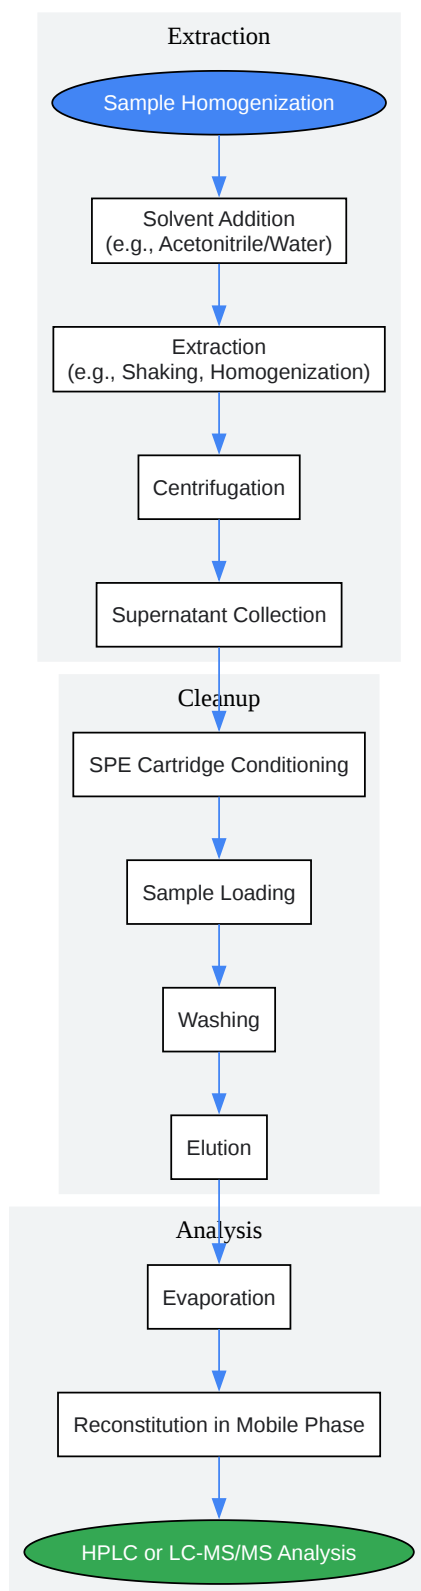 Extraction
Sample Homogenization
Solvent Addition
(e.g., Acetonitrile/Water)
Extraction
(e.g., Shaking, Homogenization)
Centrifugation
Supernatant Collection
Cleanup
SPE Cartridge Conditioning
Sample Loading
Washing
Elution
Analysis
Evaporation
Reconstitution in Mobile Phase
HPLC or LC-MS/MS Analysis